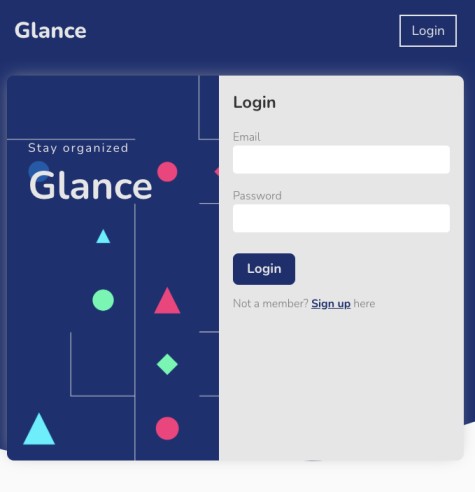 Glance
Login
Stay organized
Glance
Login
Email
Password
Login
Not a member? Sign up here